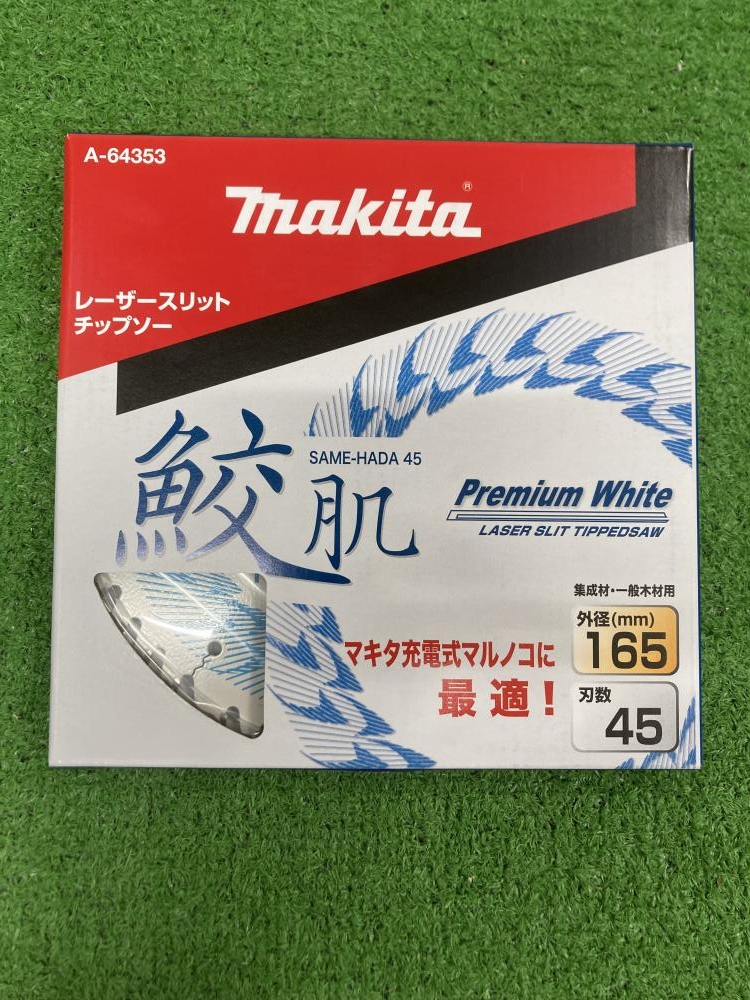 A-64353
makita®
レーザースリット
チップソー
鮫肌
SAME-HADA 45
Premium White
LASER SLIT TIPPEDSAW
集成材・一般木材用
外径(mm)
165
マキタ充電式マルノコに
最適！
刃数
45